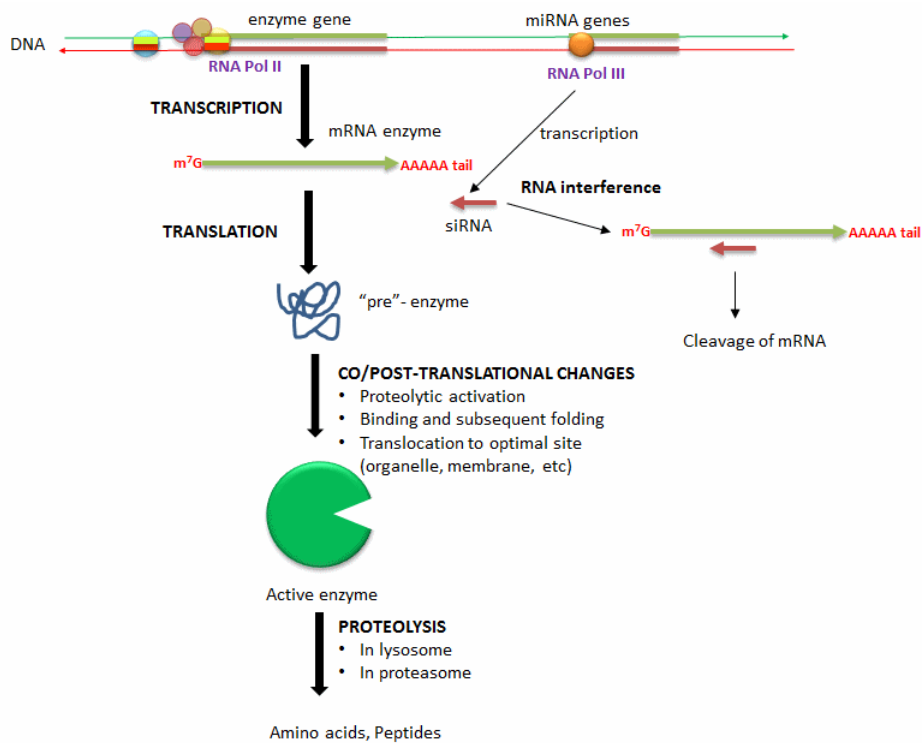 enzyme gene
miRNA genes
DNA
RNA Pol II
RNA Pol III
TRANSCRIPTION
mRNA enzyme
transcription
m⁷G
AAAAA tail
RNA interference
siRNA
TRANSLATION
m⁷G
AAAAA tail
“pre”- enzyme
Cleavage of mRNA
CO/POST-TRANSLATIONAL CHANGES
• Proteolytic activation
• Binding and subsequent folding
• Translocation to optimal site
(organelle, membrane, etc)
Active enzyme
PROTEOLYSIS
• In lysosome
• In proteasome
Amino acids, Peptides